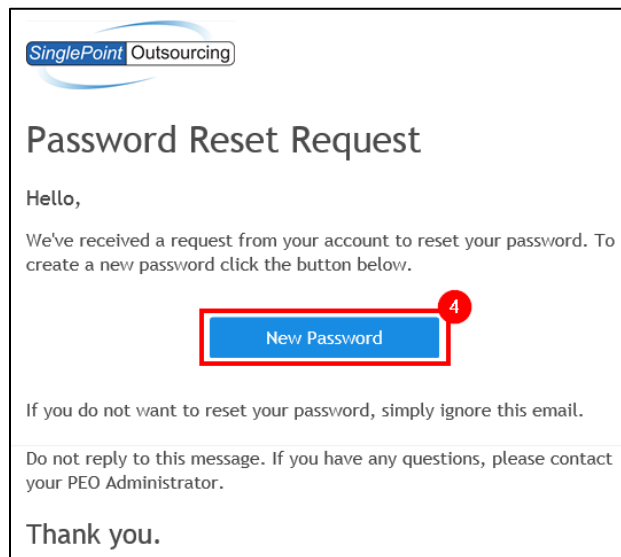 SinglePoint Outsourcing
Password Reset Request
Hello,
We've received a request from your account to reset your password. To
create a new password click the button below.
4
New Password
If you do not want to reset your password, simply ignore this email.
Do not reply to this message. If you have any questions, please contact
your PEO Administrator.
Thank you.